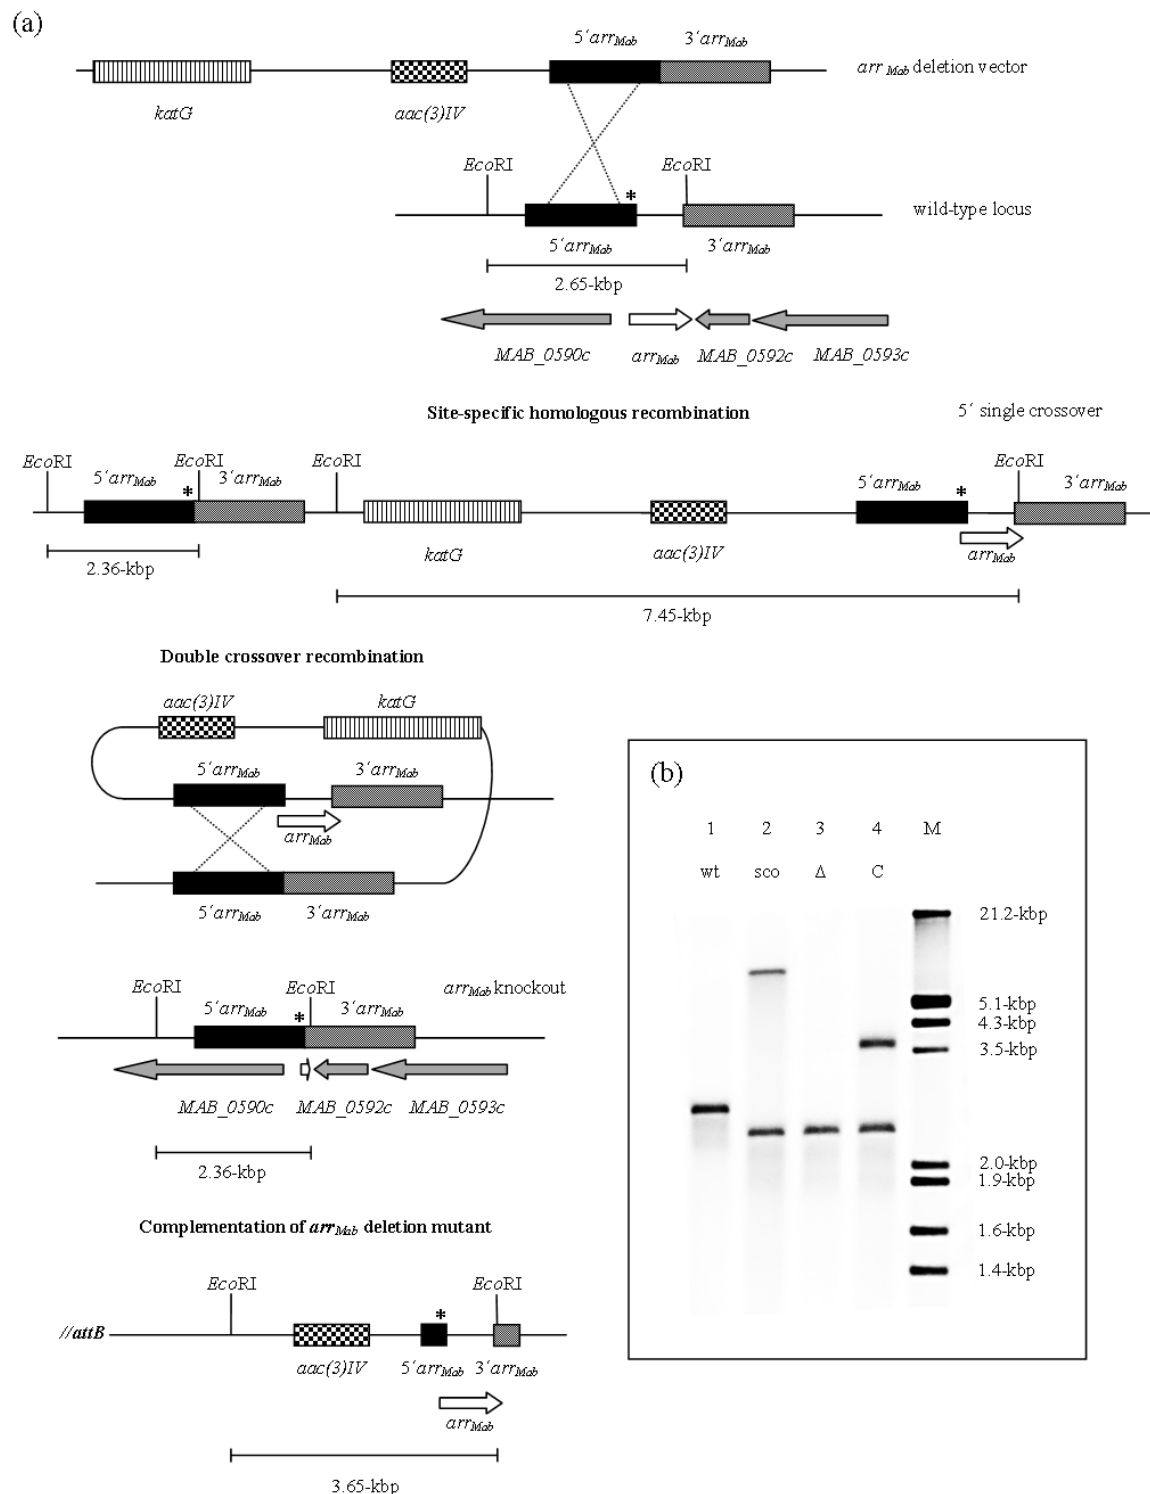 (a)
5´arrMab 3´arrMab
arrMab deletion vector
katG aac(3)IV
EcoRI EcoRI
*
wild-type locus
5´arrMab 3´arrMab
2.65-kbp
MAB_0590c arrMab MAB_0592c MAB_0593c
Site-specific homologous recombination 5´ single crossover
EcoRI EcoRI EcoRI EcoRI
5´arrMab 3´arrMab 5´arrMab 3´arrMab
* *
katG aac(3)IV arrMab
2.36-kbp
7.45-kbp
Double crossover recombination
aac(3)IV katG
5´arrMab 3´arrMab
arrMab
5´arrMab 3´arrMab
EcoRI EcoRI arrMab knockout
5´arrMab 3´arrMab
*
MAB_0590c MAB_0592c MAB_0593c
2.36-kbp
Complementation of arrMab deletion mutant
EcoRI EcoRI
*
//attB
aac(3)IV 5´arrMab 3´arrMab
arrMab
3.65-kbp
(b)
1 2 3 4 M
wt sco Δ C
21.2-kbp
5.1-kbp
4.3-kbp
3.5-kbp
2.0-kbp
1.9-kbp
1.6-kbp
1.4-kbp